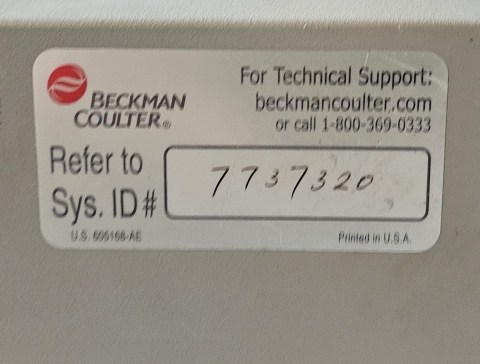 BECKMAN
COULTER®
For Technical Support:
beckmancoulter.com
or call 1-800-369-0333
Refer to
Sys. ID#
7737320
U.S. 605168-AE
Printed in U.S.A.